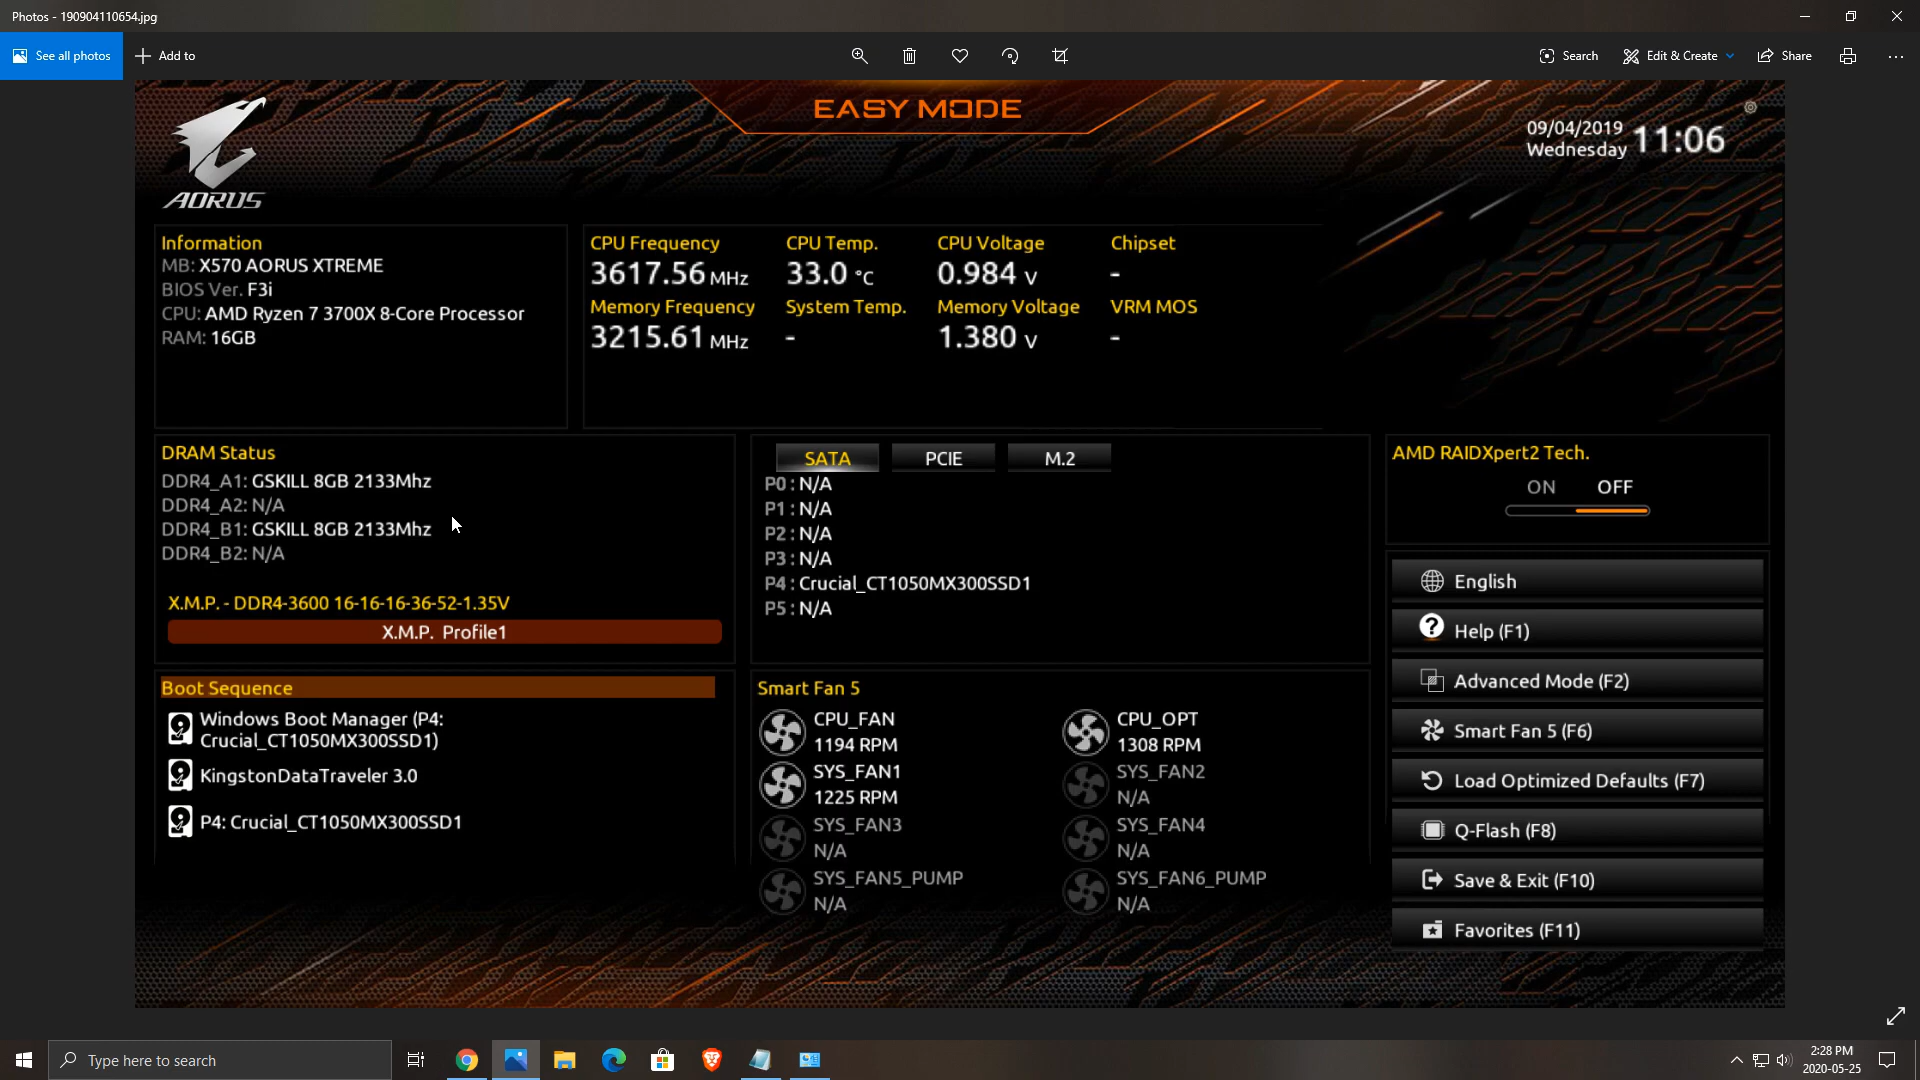 Photos - 190904110654.jpg
See all photos
Add to
Search
Edit & Create
Share
EASY MODE
AORUS
09/04/2019
Wednesday
11:06
Information
MB: X570 AORUS XTREME
BIOS Ver. F3i
CPU: AMD Ryzen 7 3700X 8-Core Processor
RAM: 16GB
CPU Frequency
3617.56 MHz
CPU Temp.
33.0 °C
CPU Voltage
0.984 V
Chipset
-
Memory Frequency
3215.61 MHz
System Temp.
-
Memory Voltage
1.380 V
VRM MOS
-
DRAM Status
DDR4_A1: GSKILL 8GB 2133Mhz
DDR4_A2: N/A
DDR4_B1: GSKILL 8GB 2133Mhz
DDR4_B2: N/A
X.M.P. - DDR4-3600 16-16-16-36-52-1.35V
X.M.P. Profile1
SATA
PCIE
M.2
P0 : N/A
P1 : N/A
P2 : N/A
P3 : N/A
P4 : Crucial_CT1050MX300SSD1
P5 : N/A
AMD RAIDXpert2 Tech.
ON OFF
Boot Sequence
Windows Boot Manager (P4:
Crucial_CT1050MX300SSD1)
KingstonDataTraveler 3.0
P4: Crucial_CT1050MX300SSD1
Smart Fan 5
CPU_FAN
1194 RPM
CPU_OPT
1308 RPM
SYS_FAN1
1225 RPM
SYS_FAN2
N/A
SYS_FAN3
N/A
SYS_FAN4
N/A
SYS_FAN5_PUMP
N/A
SYS_FAN6_PUMP
N/A
English
Help (F1)
Advanced Mode (F2)
Smart Fan 5 (F6)
Load Optimized Defaults (F7)
Q-Flash (F8)
Save & Exit (F10)
Favorites (F11)
Type here to search
2:28 PM
2020-05-25